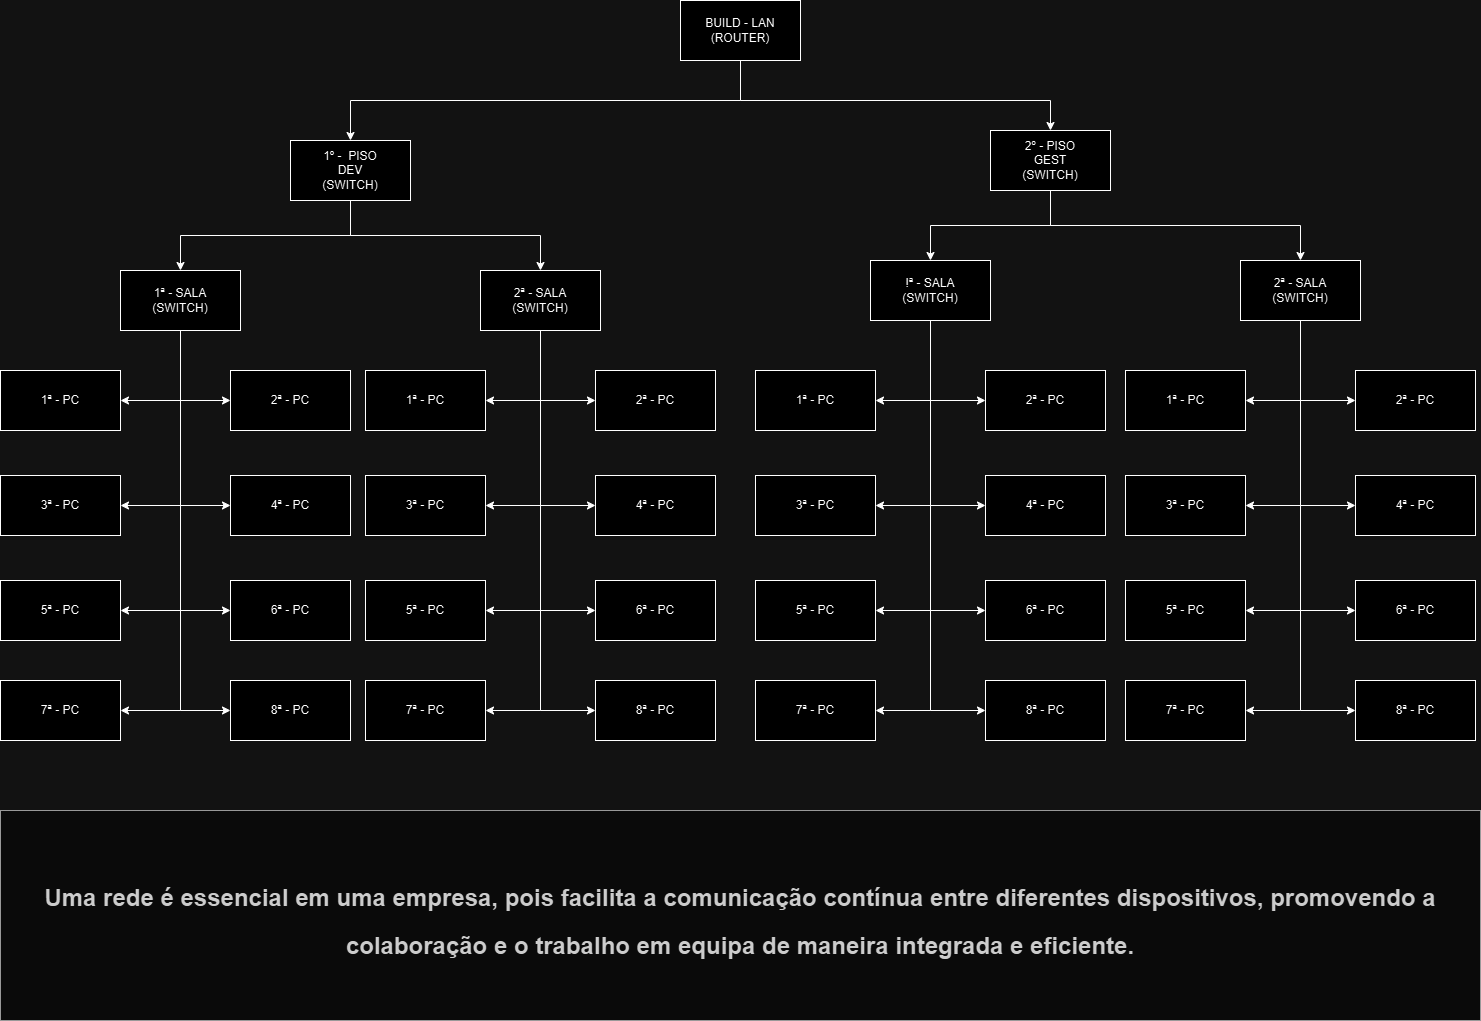 BUILD - LAN
(ROUTER)
1º - PISO
DEV
(SWITCH)
2º - PISO
GEST
(SWITCH)
1ª - SALA
(SWITCH)
2ª - SALA
(SWITCH)
!ª - SALA
(SWITCH)
2ª - SALA
(SWITCH)
1ª - PC
2ª - PC
1ª - PC
2ª - PC
1ª - PC
2ª - PC
1ª - PC
2ª - PC
3ª - PC
4ª - PC
3ª - PC
4ª - PC
3ª - PC
4ª - PC
3ª - PC
4ª - PC
5ª - PC
6ª - PC
5ª - PC
6ª - PC
5ª - PC
6ª - PC
5ª - PC
6ª - PC
7ª - PC
8ª - PC
7ª - PC
8ª - PC
7ª - PC
8ª - PC
7ª - PC
8ª - PC
Uma rede é essencial em uma empresa, pois facilita a comunicação contínua entre diferentes dispositivos, promovendo a
colaboração e o trabalho em equipa de maneira integrada e eficiente.